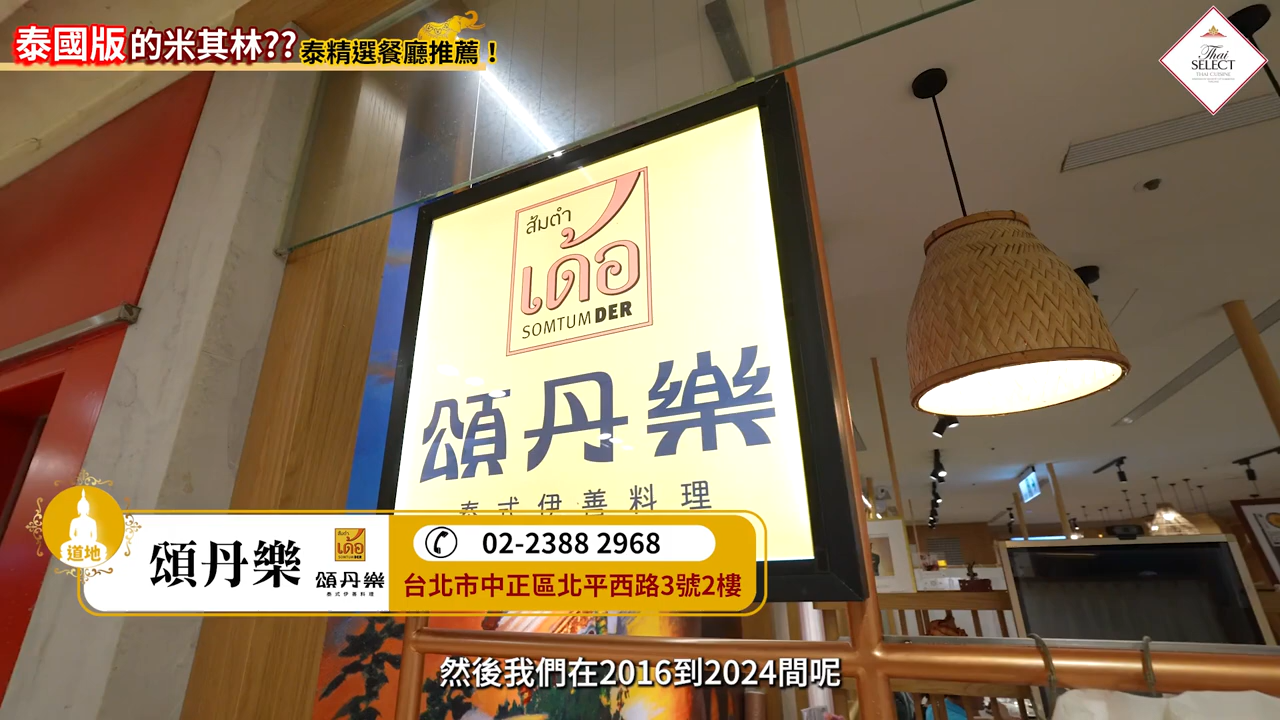 泰國版的米其林??泰精選餐廳推薦！
Thai
SELECT
THAI CUISINE
ส้มตำ
เด้อ
SOMTUMDER
頌丹樂
泰式伊善料理
道地
頌丹樂
ส้มตำ
เด้อ
SOMTUMDER
頌丹樂
泰式伊善料理
02-2388 2968
台北市中正區北平西路3號2樓
然後我們在2016到2024間呢